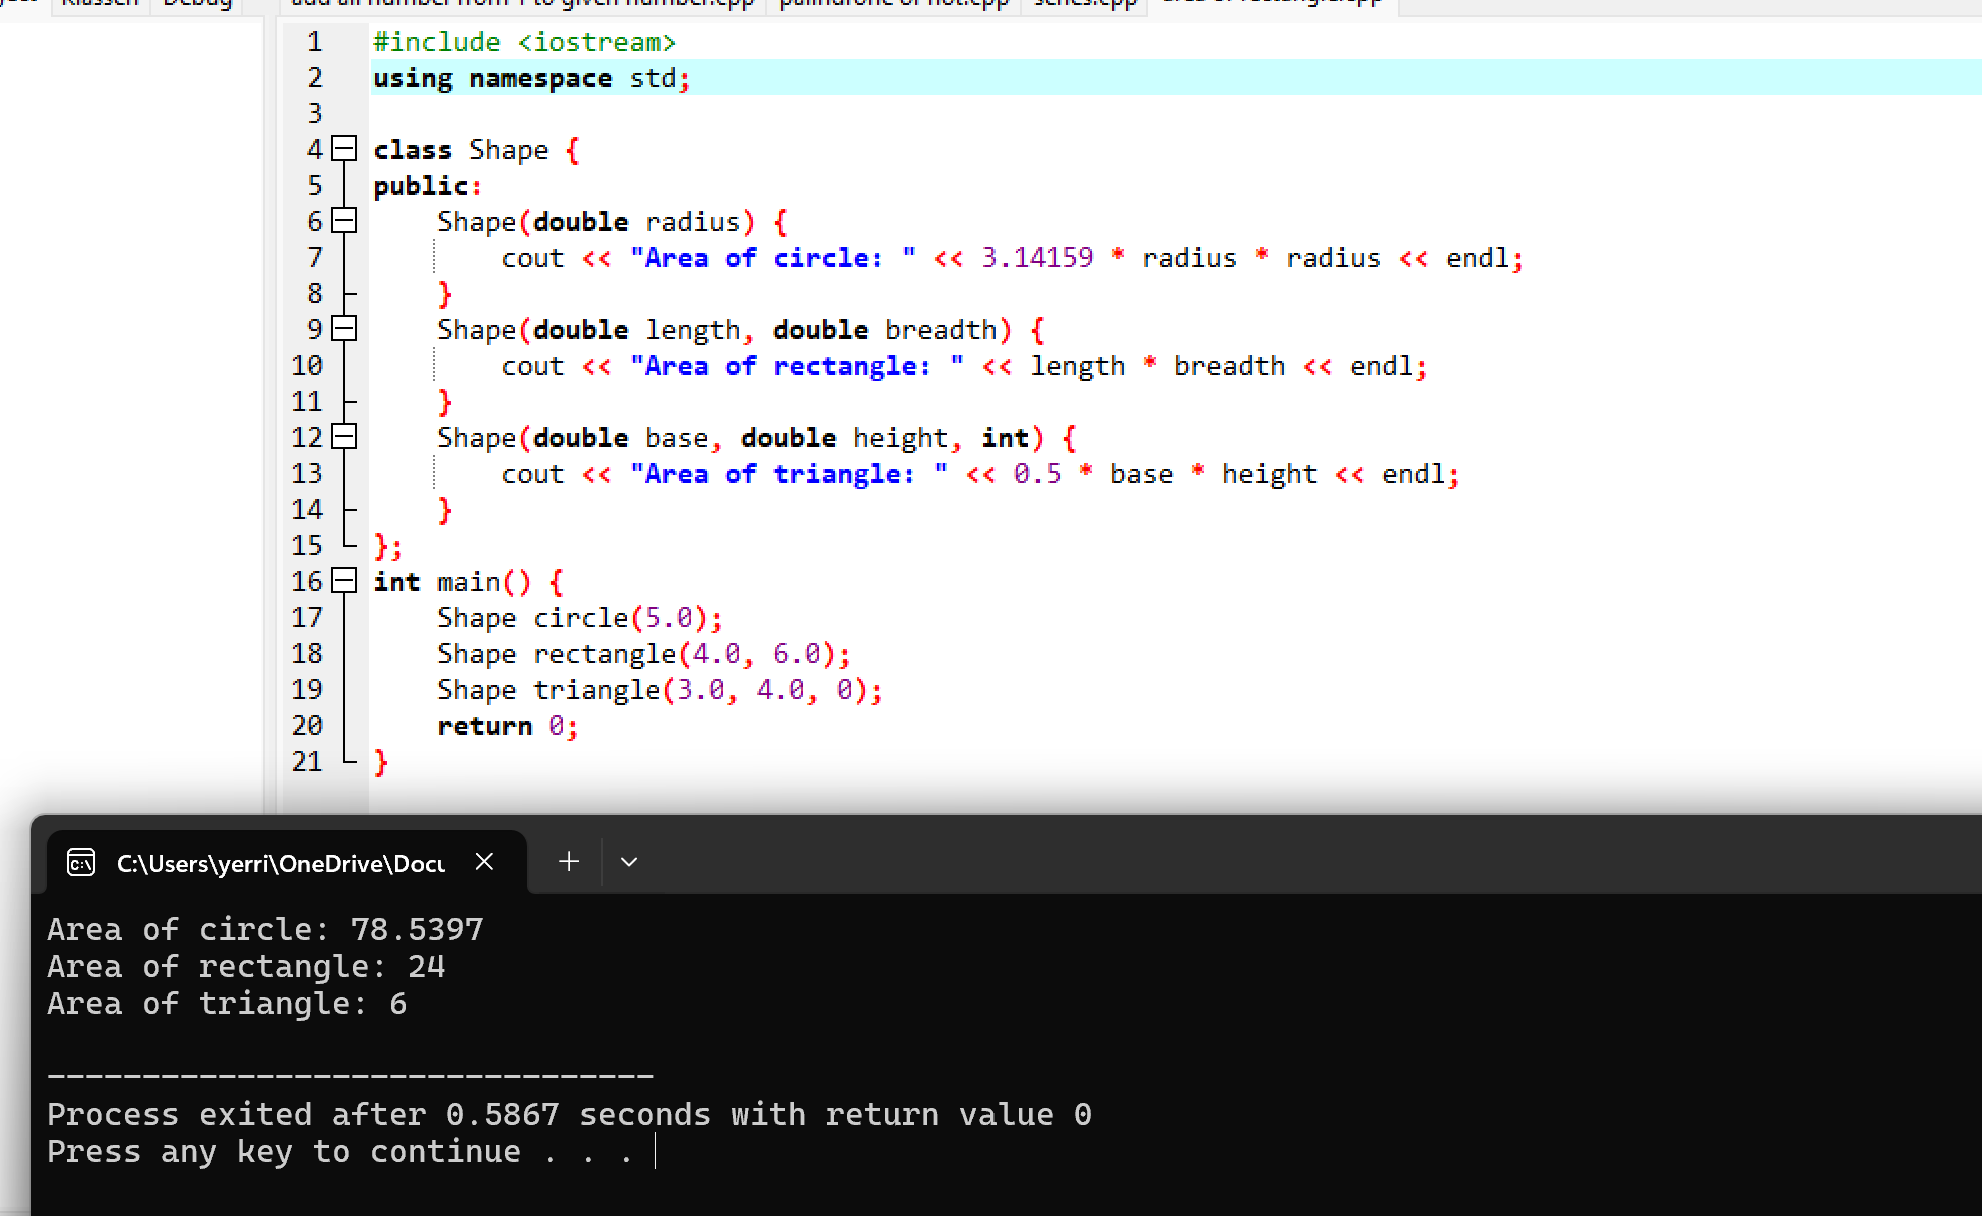 Klassen Debug add all number from 1 to given number.cpp palindrone or not.cpp series.cpp area of rectangle.cpp
1 #include <iostream>
2 using namespace std;
3
4 class Shape {
5 public:
6 Shape(double radius) {
7 cout << "Area of circle: " << 3.14159 * radius * radius << endl;
8 }
9 Shape(double length, double breadth) {
10 cout << "Area of rectangle: " << length * breadth << endl;
11 }
12 Shape(double base, double height, int) {
13 cout << "Area of triangle: " << 0.5 * base * height << endl;
14 }
15 };
16 int main() {
17 Shape circle(5.0);
18 Shape rectangle(4.0, 6.0);
19 Shape triangle(3.0, 4.0, 0);
20 return 0;
21 }
C:\Users\yerri\OneDrive\Docu
Area of circle: 78.5397
Area of rectangle: 24
Area of triangle: 6
--------------------------------
Process exited after 0.5867 seconds with return value 0
Press any key to continue . . .